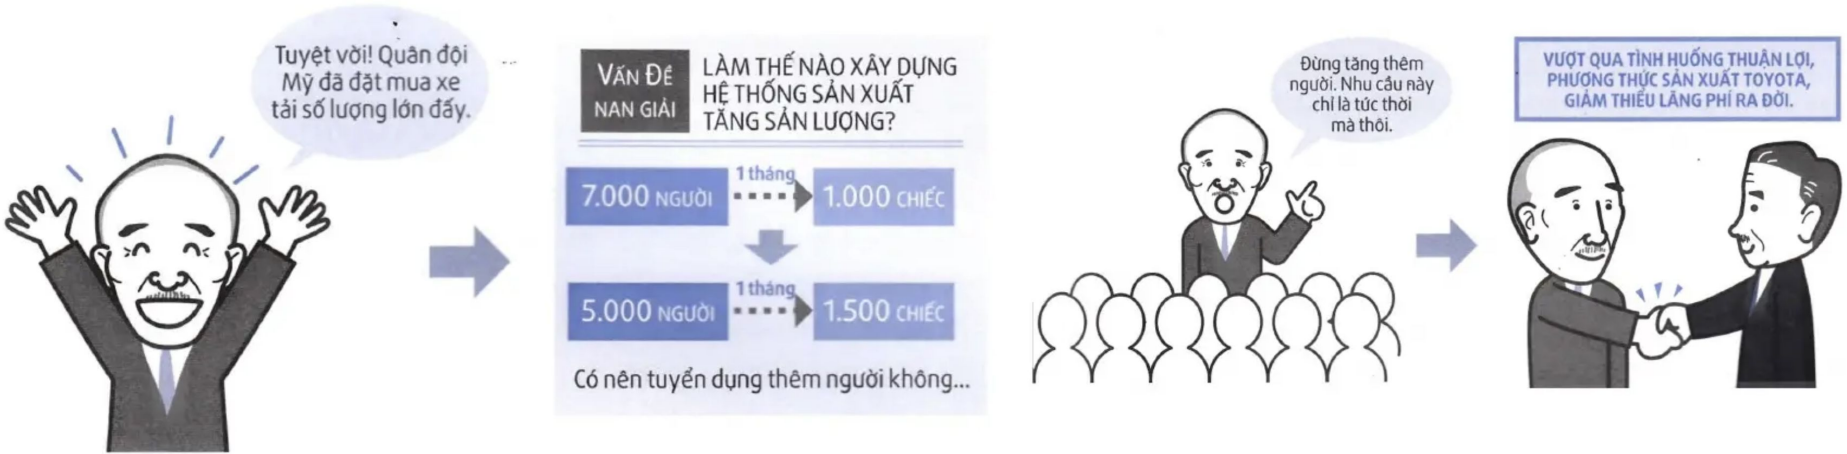 Tuyệt vời! Quân đội
Mỹ đã đặt mua xe
tải số lượng lớn đấy.
VẤN ĐỀ
NAN GIẢI
LÀM THẾ NÀO XÂY DỰNG
HỆ THỐNG SẢN XUẤT
TĂNG SẢN LƯỢNG?
7.000 NGƯỜI
1 tháng
1.000 CHIẾC
5.000 NGƯỜI
1 tháng
1.500 CHIẾC
Có nên tuyển dụng thêm người không...
Đừng tăng thêm
người. Nhu cầu này
chỉ là tức thời
mà thôi.
VƯỢT QUA TÌNH HUỐNG THUẬN LỢI,
PHƯƠNG THỨC SẢN XUẤT TOYOTA,
GIẢM THIỂU LÃNG PHÍ RA ĐỜI.